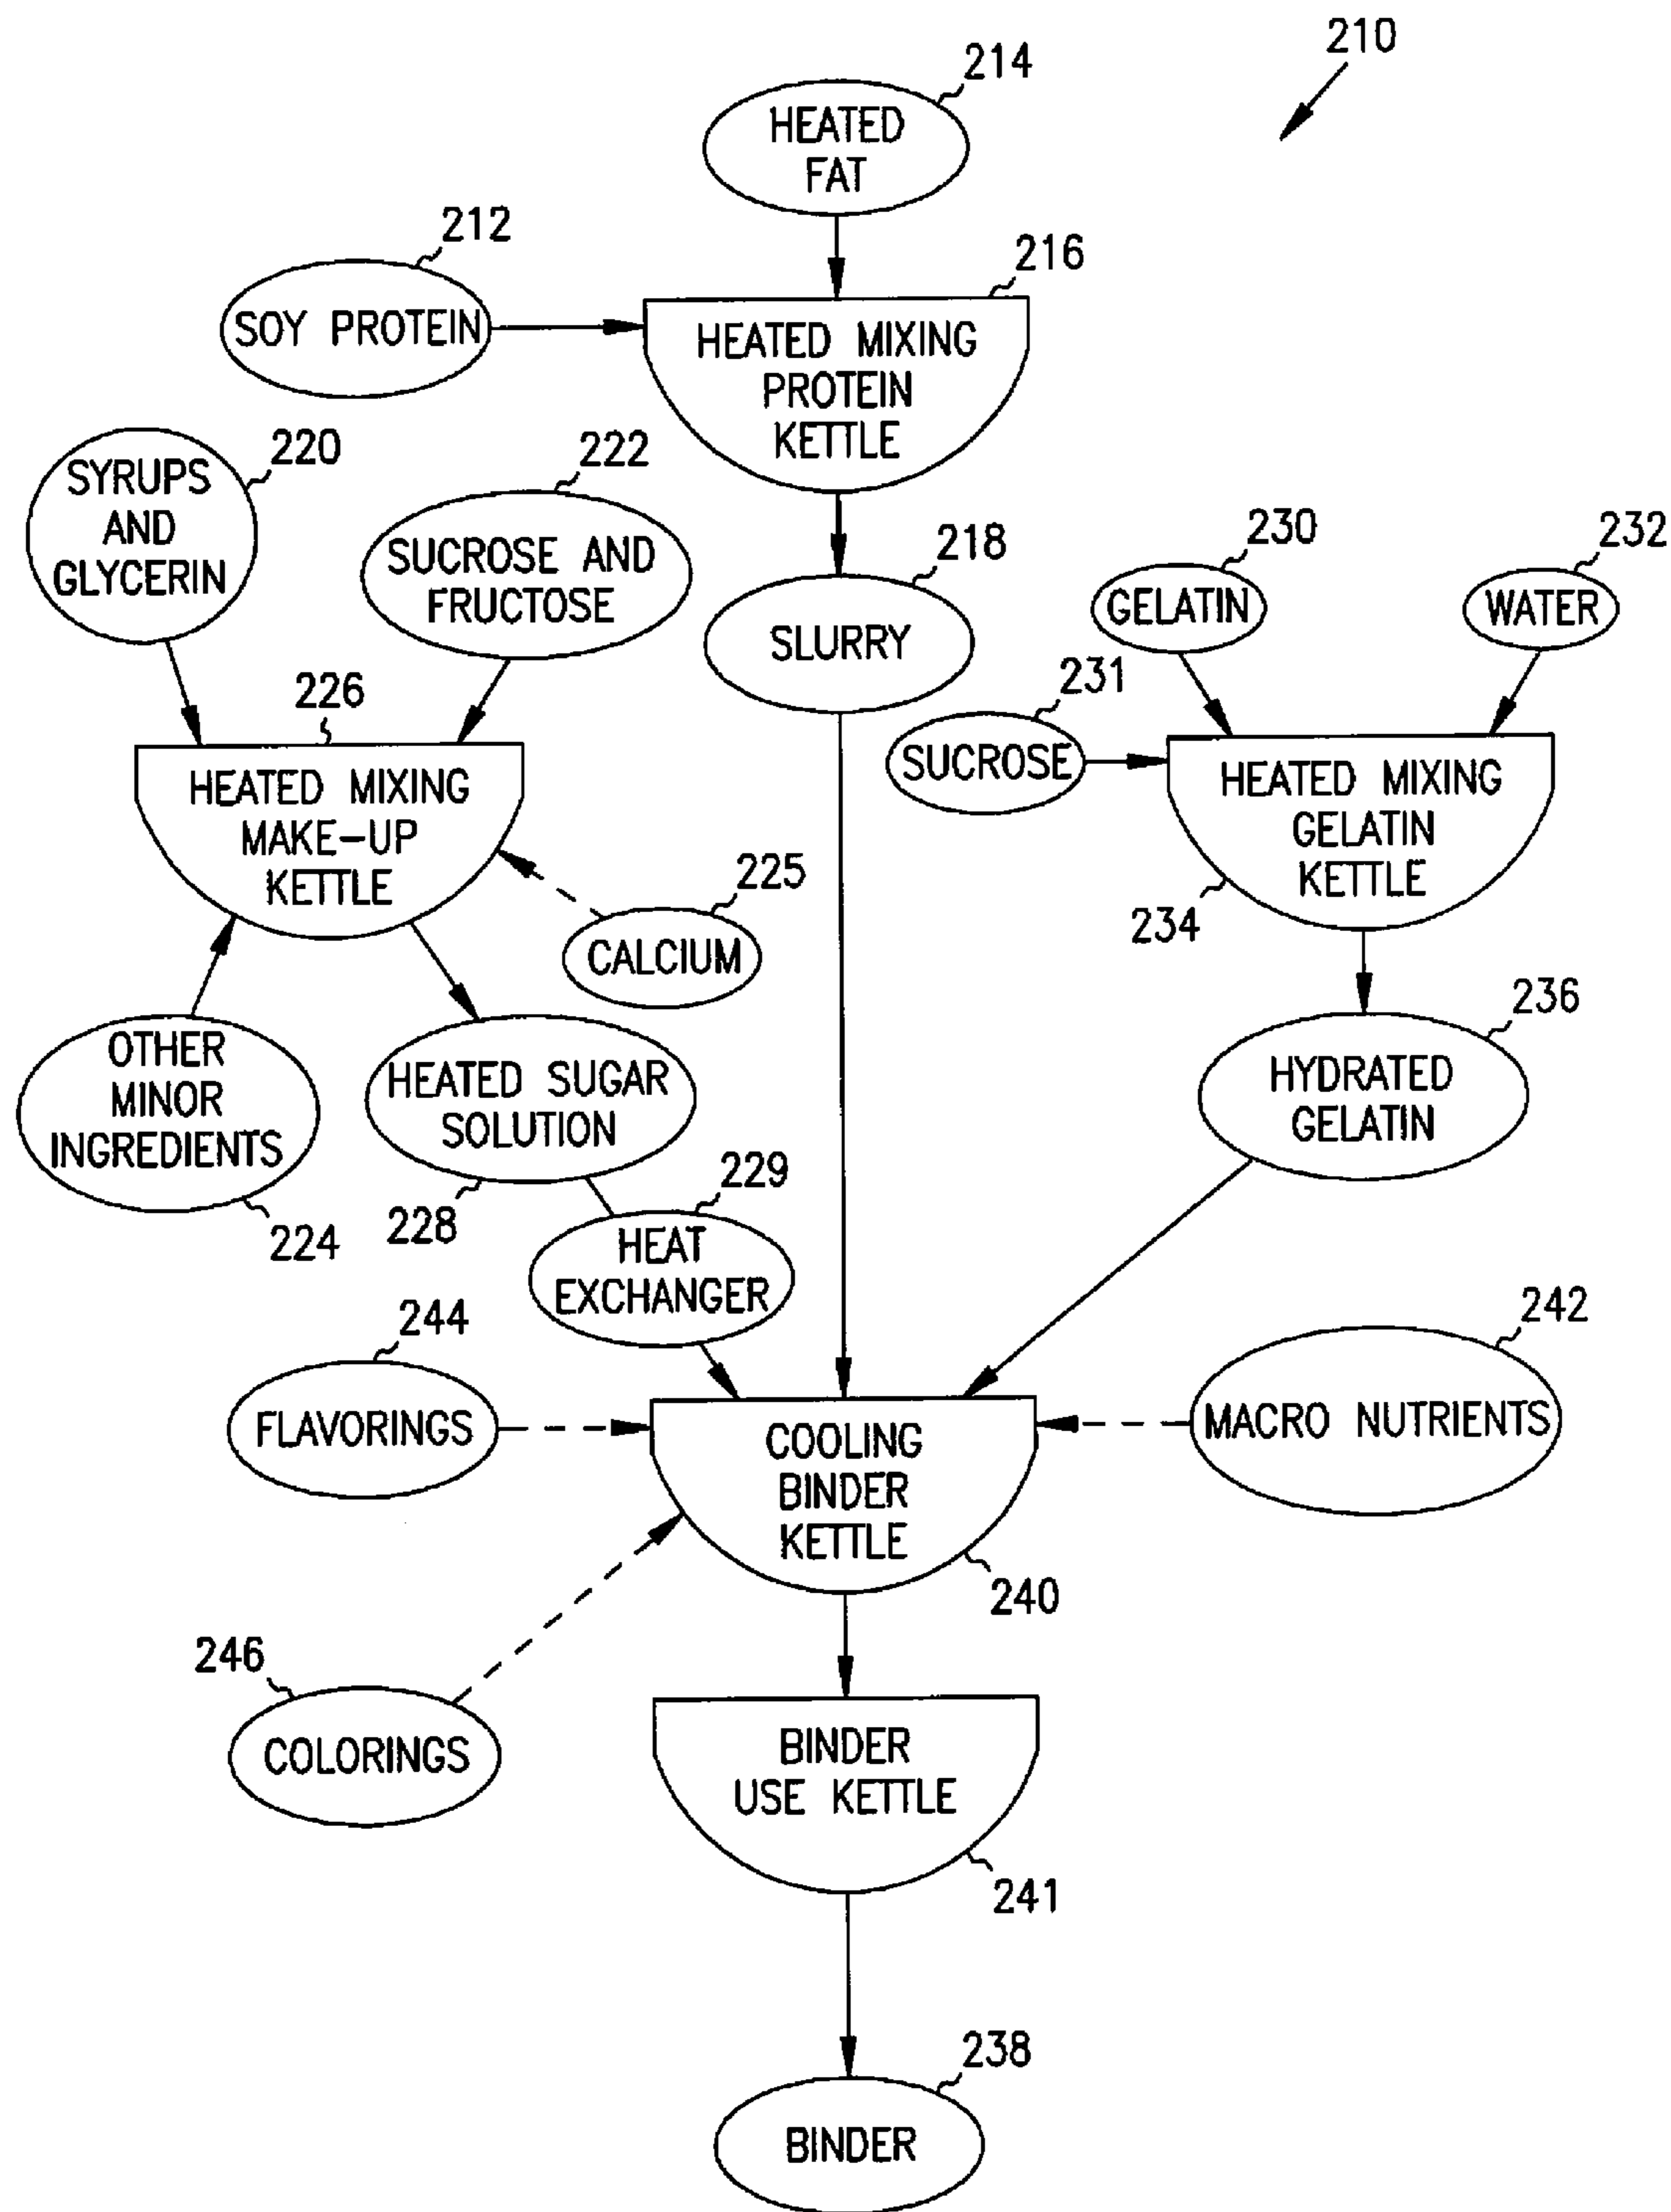 210
214
HEATED
FAT
212
SOY PROTEIN
216
HEATED MIXING
PROTEIN
KETTLE
220
SYRUPS
AND
GLYCERIN
222
SUCROSE AND
FRUCTOSE
218
SLURRY
230
GELATIN
232
WATER
231
SUCROSE
226
HEATED MIXING
MAKE-UP
KETTLE
HEATED MIXING
GELATIN
KETTLE
234
225
CALCIUM
OTHER
MINOR
INGREDIENTS
224
HEATED SUGAR
SOLUTION
228
236
HYDRATED
GELATIN
229
HEAT
EXCHANGER
244
FLAVORINGS
242
MACRO NUTRIENTS
COOLING
BINDER
KETTLE
240
246
COLORINGS
BINDER
USE KETTLE
241
238
BINDER